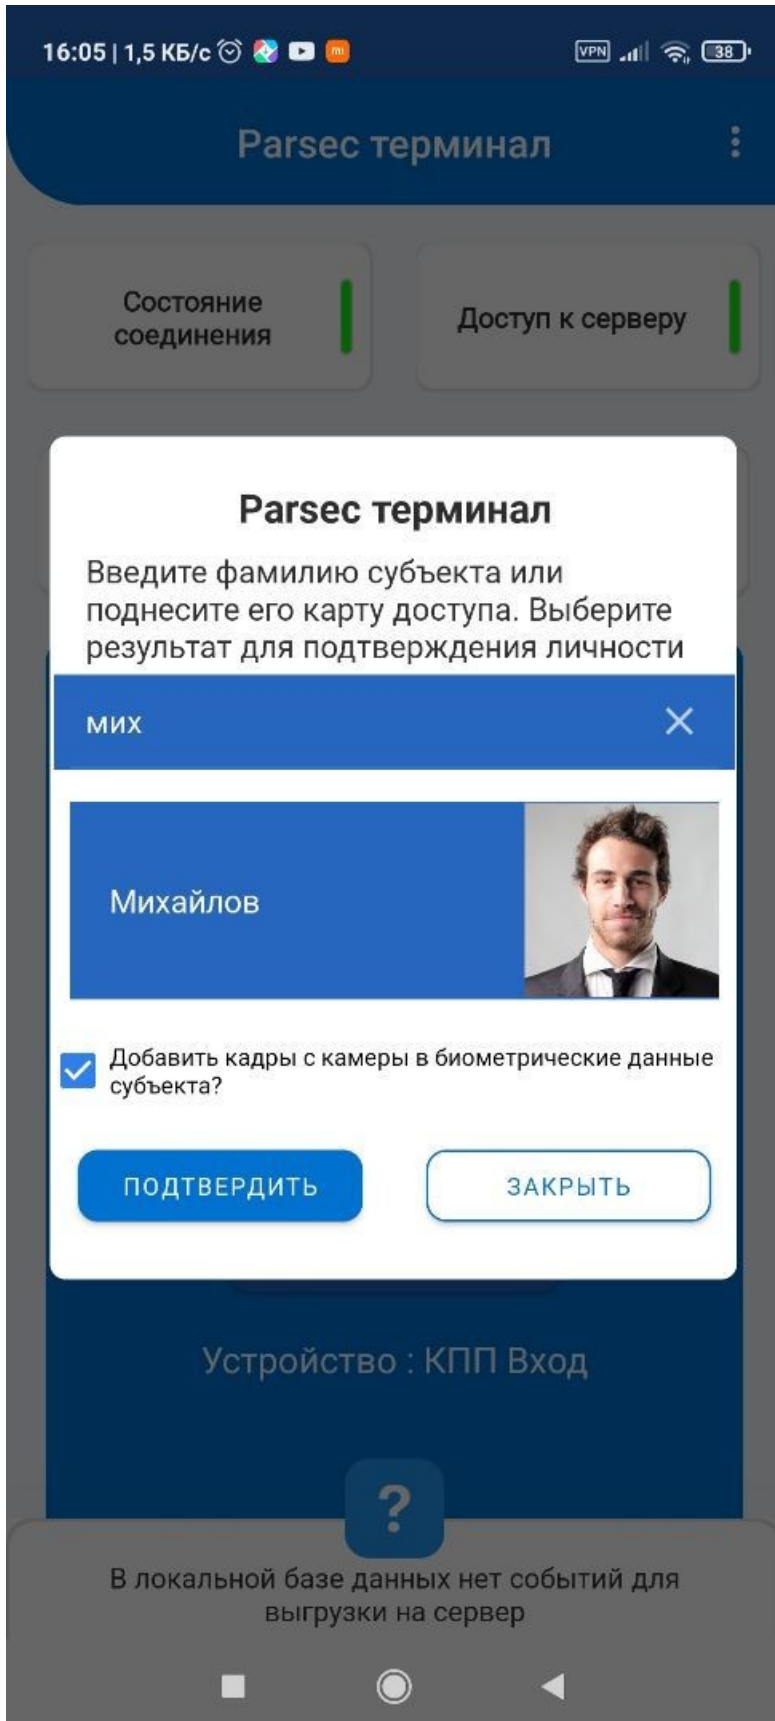 16:05 | 1,5 КБ/с
VPN
38
Parsec терминал
Состояние
соединения
Доступ к серверу
Parsec терминал
Введите фамилию субъекта или
поднесите его карту доступа. Выберите
результат для подтверждения личности
мих
Михайлов
Добавить кадры с камеры в биометрические данные
субъекта?
ПОДТВЕРДИТЬ
ЗАКРЫТЬ
Устройство : КПП Вход
?
В локальной базе данных нет событий для
выгрузки на сервер